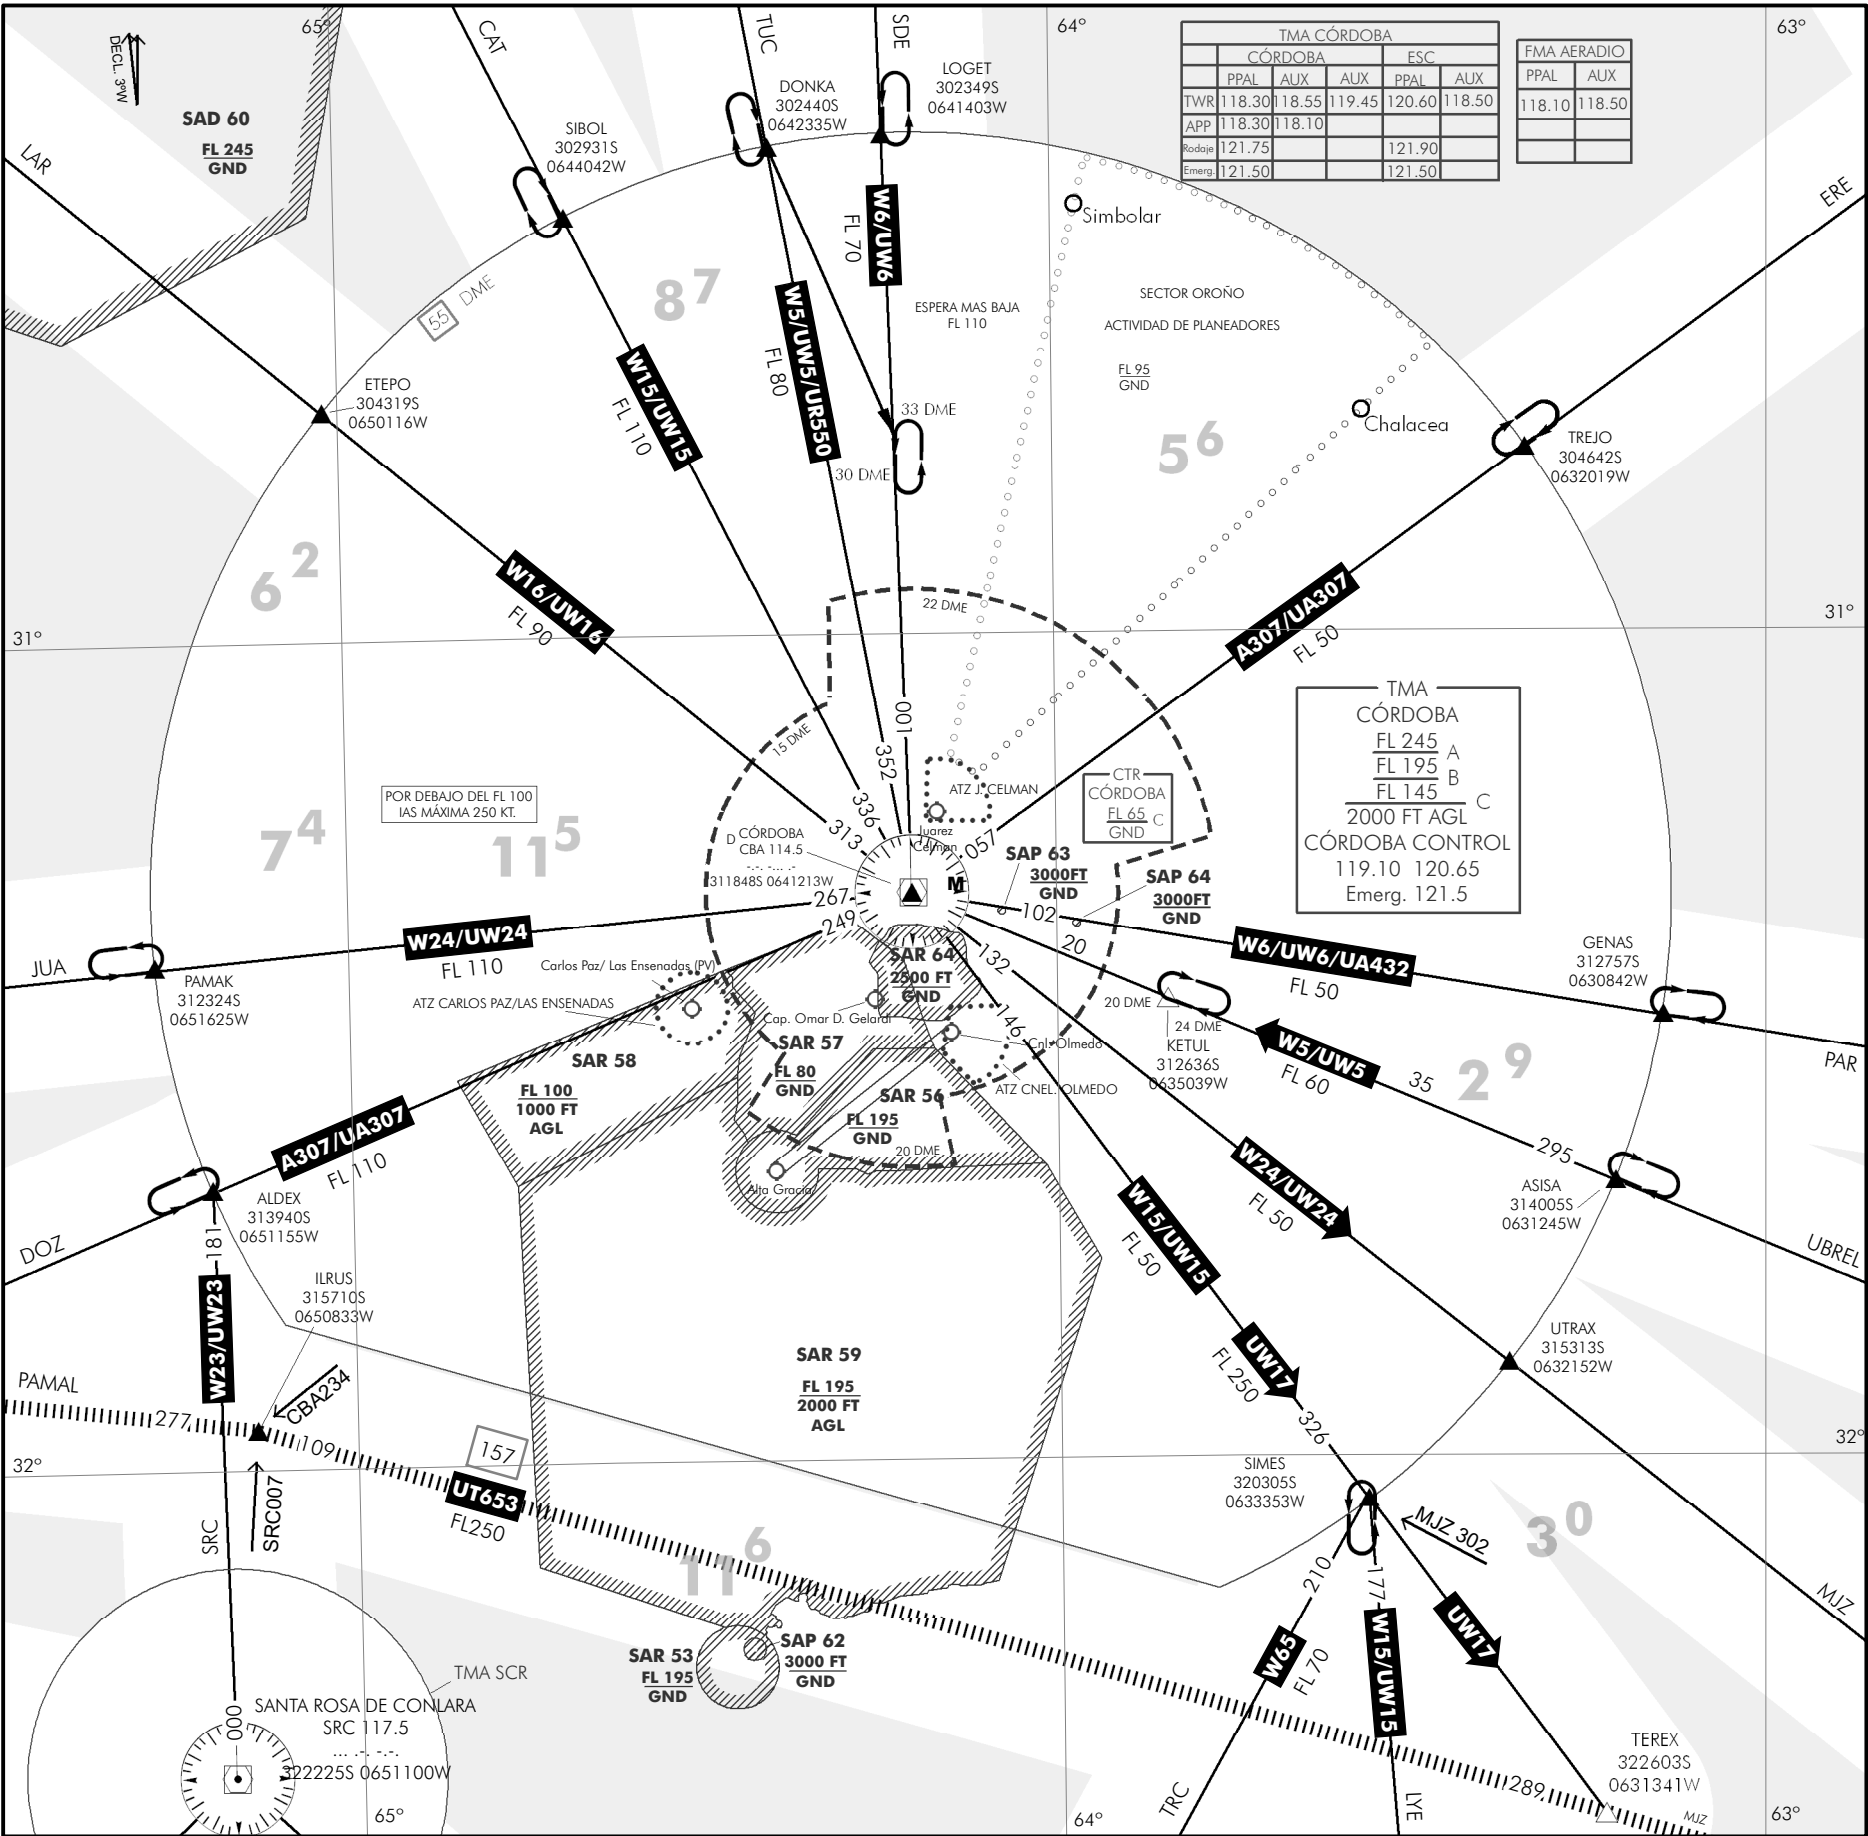 65º
64º
63º
DECL. 3ºW
CAT
TUC
SDE
LAR
ERE
SAD 60
FL 245
GND
SIBOL
302931S
0644042W
DONKA
302440S
0642335W
LOGET
302349S
0641403W
TMA CÓRDOBA
CÓRDOBA ESC
PPAL AUX AUX PPAL AUX
TWR 118.30 118.55 119.45 120.60 118.50
APP 118.30 118.10
Rodaje 121.75 121.90
Emerg. 121.50 121.50
FMA AERADIO
PPAL AUX
118.10 118.50
Simbolar
55 DME
8 7
W6/UW6
FL 70
W5/UW5/UR550
FL 80
W15/UW15
FL 110
ESPERA MAS BAJA
FL 110
SECTOR OROÑO
ACTIVIDAD DE PLANEADORES
FL 95
GND
ETEPO
304319S
0650116W
33 DME
30 DME
Chalacea
5 6
TREJO
304642S
0632019W
6 2
W16/UW16
FL 90
22 DME
A307/UA307
FL 50
31º
31º
15 DME
001
352
336
313
057
TMA
CÓRDOBA
FL 245
A
FL 195
B
FL 145
C
2000 FT AGL
CÓRDOBA CONTROL
119.10 120.65
Emerg. 121.5
POR DEBAJO DEL FL 100
IAS MÁXIMA 250 KT.
7 4
11 5
ATZ J. CELMAN
Juarez
Celman
CTR
CÓRDOBA
FL 65 C
GND
D CÓRDOBA
CBA 114.5
-.-. -... .-
311848S 0641213W
M
SAP 63
3000FT
GND
SAP 64
3000FT
GND
267
249
102
20
132
146
W24/UW24
FL 110
JUA
PAMAK
312324S
0651625W
Carlos Paz/ Las Ensenadas (PV)
ATZ CARLOS PAZ/LAS ENSENADAS
SAR 64
2500 FT
GND
Cap. Omar D. Gelardi
W6/UW6/UA432
FL 50
GENAS
312757S
0630842W
PAR
20 DME
24 DME
KETUL
312636S
0635039W
W5/UW5
FL 60
35
2 9
Cnl. Olmedo
ATZ CNEL. OLMEDO
SAR 58
FL 100
1000 FT
AGL
SAR 57
FL 80
GND
SAR 56
FL 195
GND
20 DME
Alta Gracia
A307/UA307
FL 110
DOZ
ALDEX
313940S
0651155W
181
W23/UW23
295
ASISA
314005S
0631245W
UBREL
W24/UW24
FL 50
W15/UW15
FL 50
ILRUS
315710S
0650833W
UW17
FL 250
326
UTRAX
315313S
0632152W
SAR 59
FL 195
2000 FT
AGL
PAMAL
277
CBA234
109
157
UT653
FL250
32º
32º
SRC
SRC007
SIMES
320305S
0633353W
MJZ 302
3 0
MJZ
11 6
210
177
W65
FL 70
W15/UW15
UW17
SAR 53
FL 195
GND
SAP 62
3000 FT
GND
TMA SCR
SANTA ROSA DE CONLARA
SRC 117.5
... .-. -.-.
322225S 0651100W
000
TEREX
322603S
0631341W
289
MJZ
TRC
LYE
65º
64º
63º